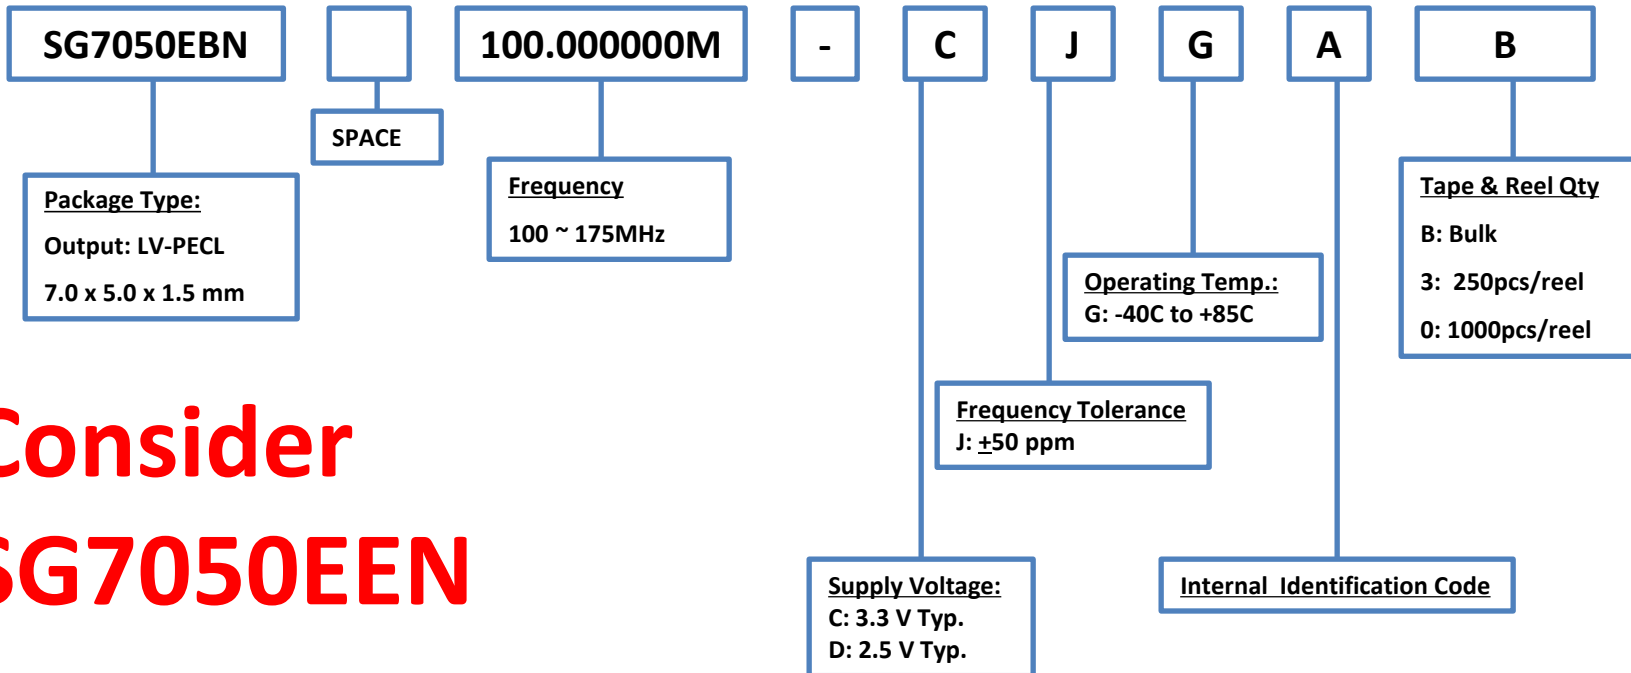 SG7050EBN 100.000000M - C J G A B
SPACE
Package Type:
Output: LV-PECL
7.0 x 5.0 x 1.5 mm
Frequency
100 ~ 175MHz
Tape & Reel Qty
B: Bulk
3: 250pcs/reel
0: 1000pcs/reel
Operating Temp.:
G: -40C to +85C
Frequency Tolerance
J: ±50 ppm
Consider
SG7050EEN
Supply Voltage:
C: 3.3 V Typ.
D: 2.5 V Typ.
Internal Identification Code